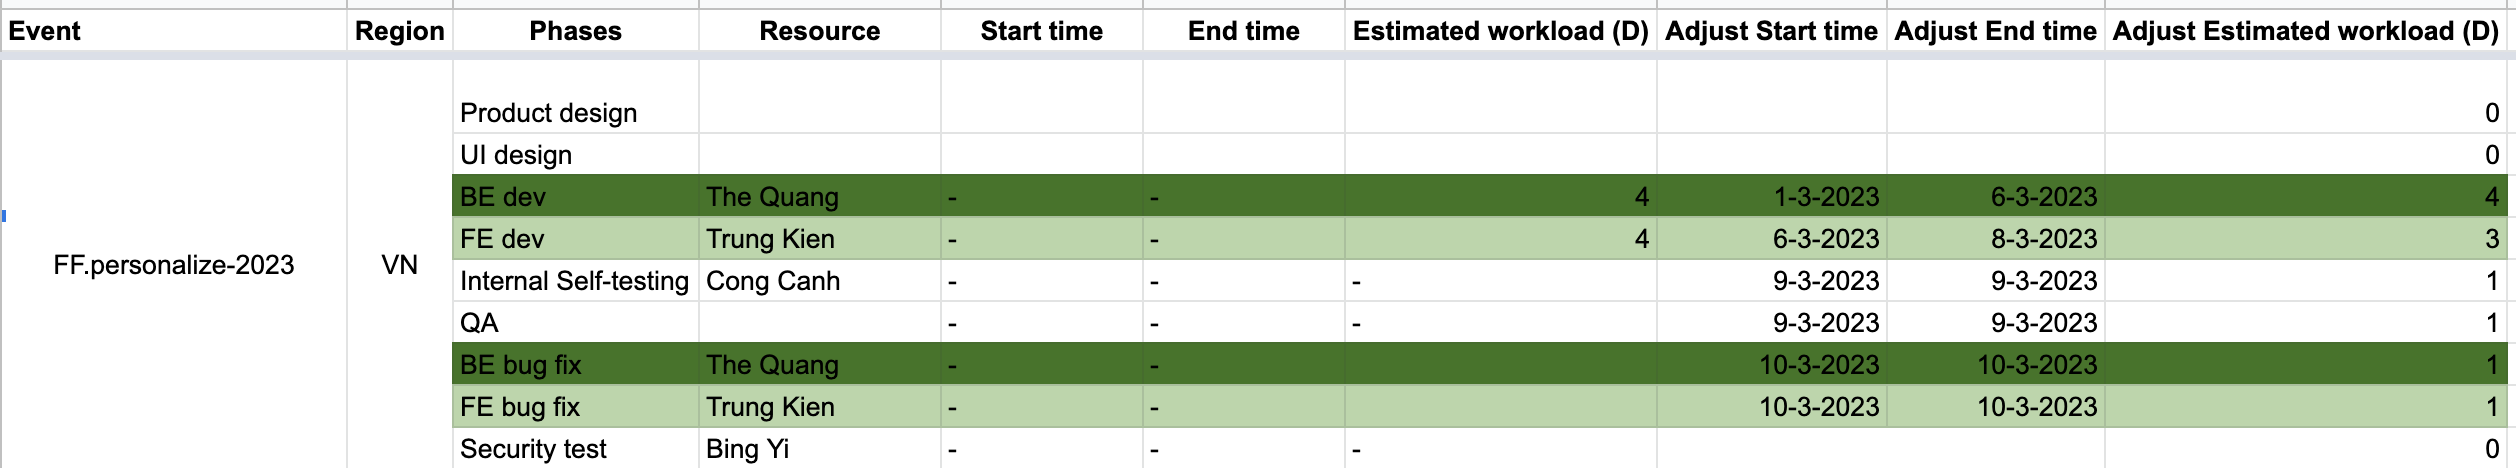 Event Region Phases Resource Start time End time Estimated workload (D) Adjust Start time Adjust End time Adjust Estimated workload (D)
Product design 0
UI design 0
BE dev The Quang - - 4 1-3-2023 6-3-2023 4
FE dev Trung Kien - - 4 6-3-2023 8-3-2023 3
FF.personalize-2023 VN
Internal Self-testing Cong Canh - - - 9-3-2023 9-3-2023 1
QA - - - 9-3-2023 9-3-2023 1
BE bug fix The Quang - - 10-3-2023 10-3-2023 1
FE bug fix Trung Kien - - 10-3-2023 10-3-2023 1
Security test Bing Yi - - - 0